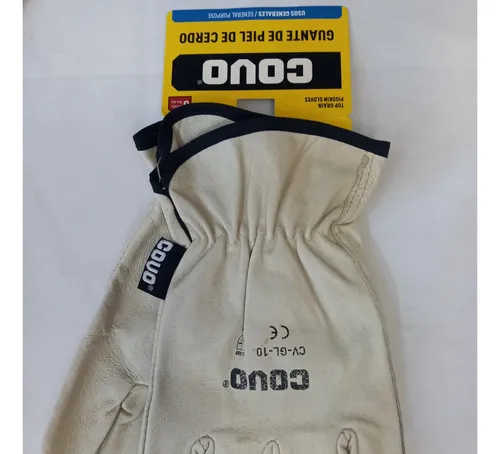 USOS GENERALES / GENERAL PURPOSE
GUANTE DE PIEL DE CERDO
COVO
TOP GRAIN
PIGSKIN GLOVES
COVO®
CV-GL-10
CE
COVO®